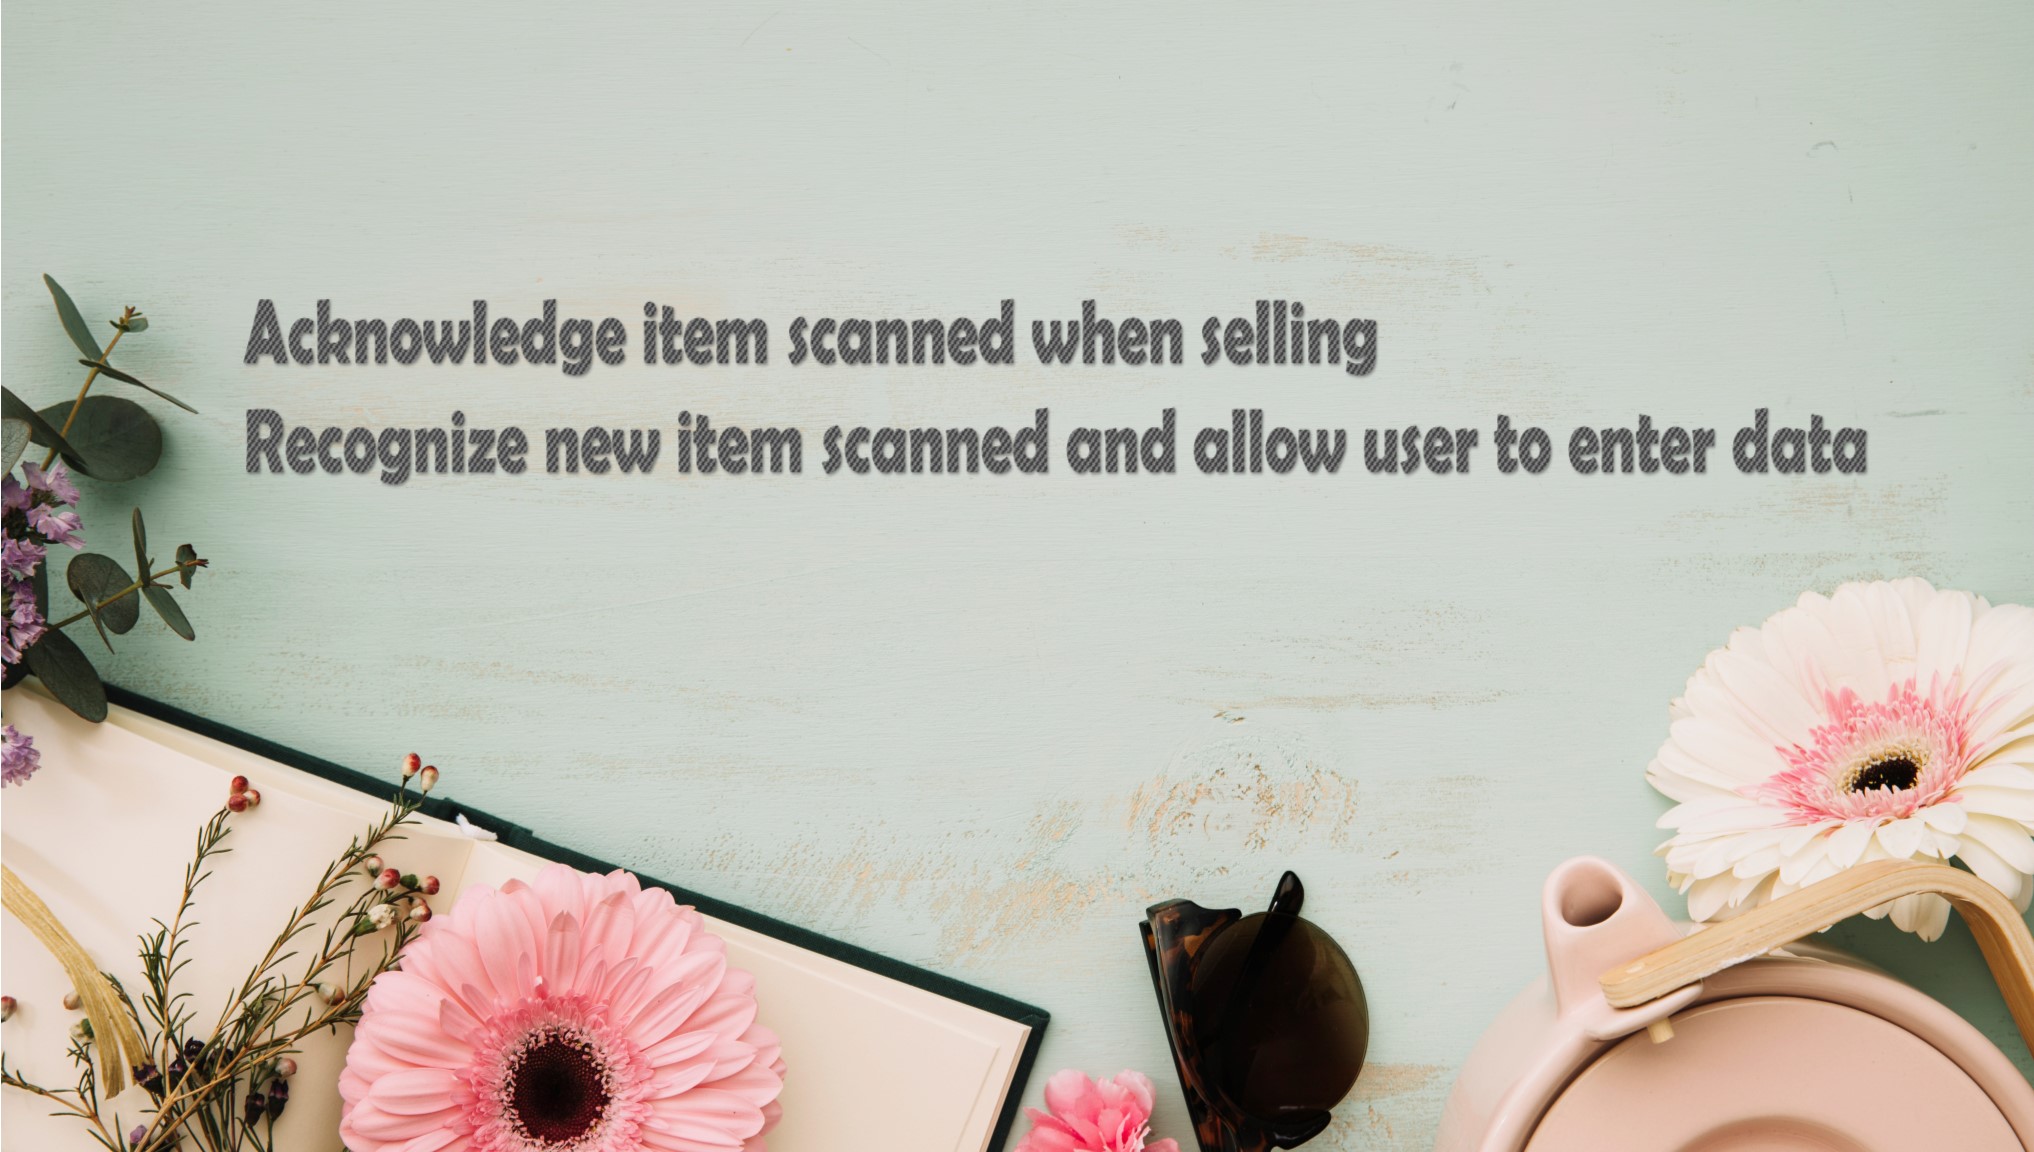 Acknowledge item scanned when selling
Recognize new item scanned and allow user to enter data